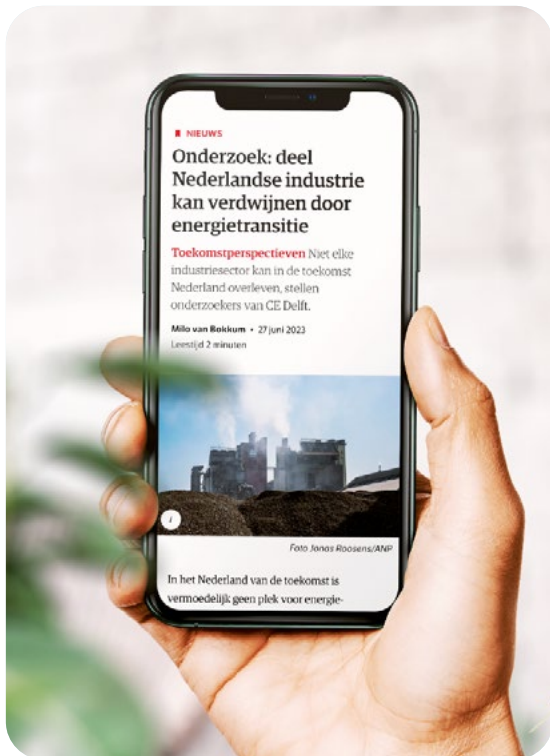 NIEUWS
Onderzoek: deel
Nederlandse industrie
kan verdwijnen door
energietransitie
Toekomstperspectieven Niet elke
industriesector kan in de toekomst
Nederland overleven, stellen
onderzoekers van CE Delft.
Milo van Bokkum • 27 juni 2023
Leestijd 2 minuten
i
Foto Jonas Roosens/ANP
In het Nederland van de toekomst is
vermoedelijk geen plek voor energie-